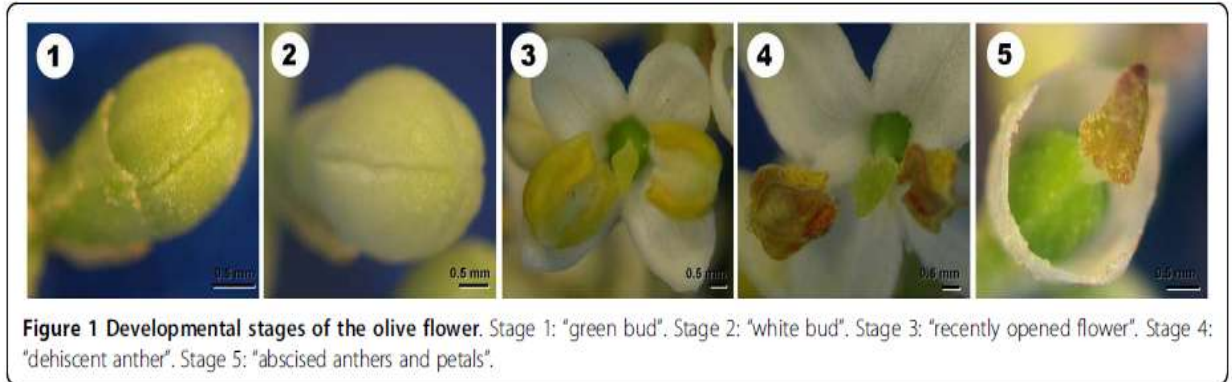 1 2 3 4 5
0.5 mm 0.5 mm 0.5 mm 0.5 mm 0.5 mm
Figure 1 Developmental stages of the olive flower. Stage 1: “green bud”. Stage 2: “white bud”. Stage 3: “recently opened flower”. Stage 4:
“dehiscent anther”. Stage 5: “abscised anthers and petals”.